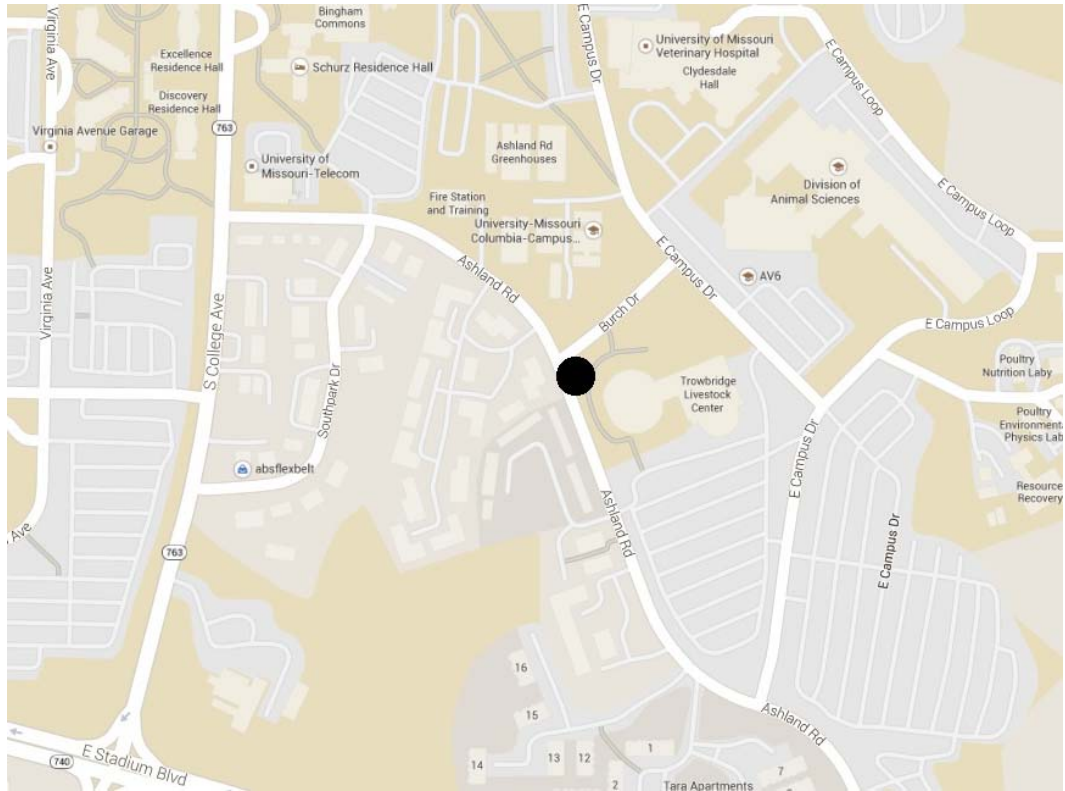 Virginia Ave
Bingham
Commons
E Campus Dr
University of Missouri
Veterinary Hospital
Clydesdale
Hall
E Campus Loop
Excellence
Residence Hall
Schurz Residence Hall
Discovery
Residence Hall
Virginia Avenue Garage
763
University of
Missouri-Telecom
Ashland Rd
Greenhouses
Division of
Animal Sciences
E Campus Loop
Fire Station
and Training
University-Missouri
Columbia-Campus...
Ashland Rd
E Campus Dr
AV6
Virginia Ave
S College Ave
Burch Dr
E Campus Loop
Southpark Dr
Trowbridge
Livestock
Center
Poultry
Nutrition Laby
Poultry
Environmenta
Physics Lab
absflexbelt
E Campus Dr
Resource
Recovery
Ave
763
Ashland Rd
E Campus Dr
16
15
14
13
12
1
2
7
Ashland Rd
E Stadium Blvd
740
Tara Apartments